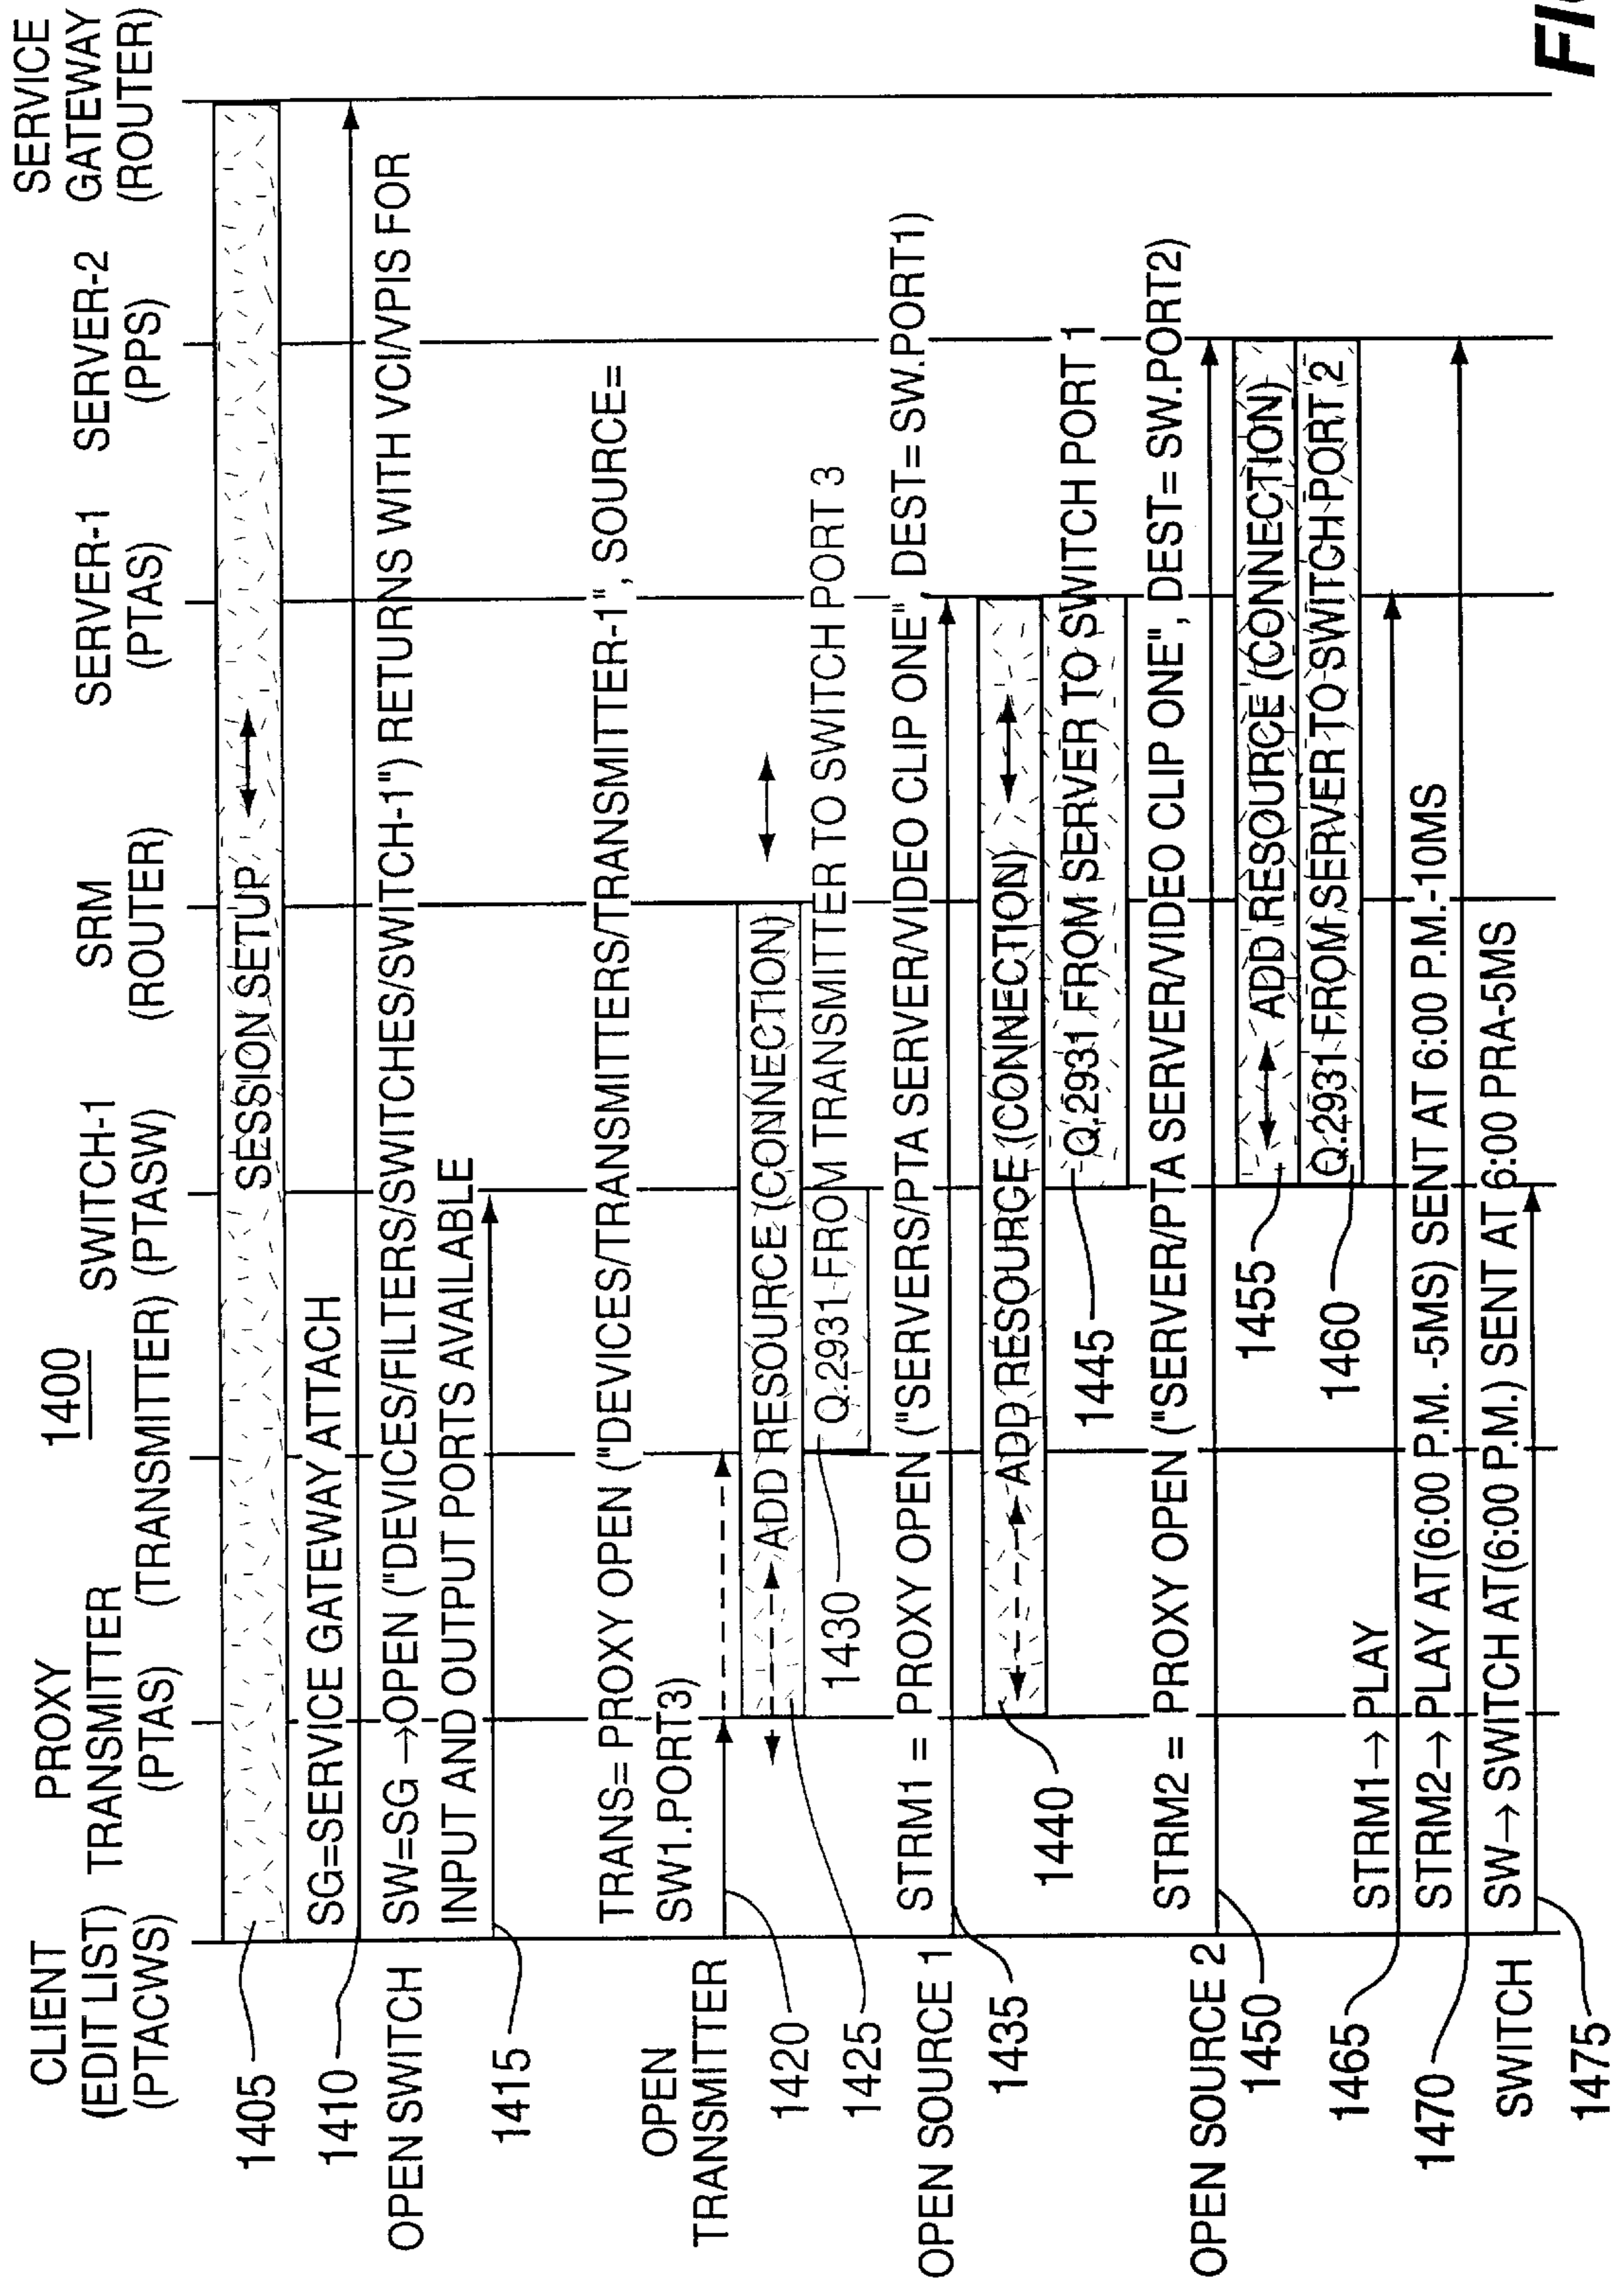 1400
CLIENT
(EDIT LIST)
(PTACWS)
PROXY
TRANSMITTER
(PTAS)
(TRANSMITTER)
SWITCH-1
(PTASW)
SRM
(ROUTER)
SERVER-1
(PTAS)
SERVER-2
(PPS)
SERVICE
GATEWAY
(ROUTER)
1405
SESSION SETUP
1410
SG=SERVICE GATEWAY ATTACH
OPEN SWITCH
SW=SG →OPEN ("DEVICES/FILTERS/SWITCHES/SWITCH-1") RETURNS WITH VCI/VPIS FOR
INPUT AND OUTPUT PORTS AVAILABLE
1415
OPEN
TRANSMITTER
TRANS= PROXY OPEN ("DEVICES/TRANSMITTERS/TRANSMITTER-1", SOURCE=
SW1.PORT3)
1420
ADD RESOURCE (CONNECTION)
1425
Q.2931 FROM TRANSMITTER TO SWITCH PORT 3
1430
OPEN SOURCE 1
STRM1 = PROXY OPEN ("SERVERS/PTA SERVER/VIDEO CLIP ONE" DEST= SW.PORT1)
1435
ADD RESOURCE (CONNECTION)
1440
Q.2931 FROM SERVER TO SWITCH PORT 1
1445
OPEN SOURCE 2
STRM2 = PROXY OPEN ("SERVER/PTA SERVER/VIDEO CLIP ONE", DEST= SW.PORT2)
1450
ADD RESOURCE (CONNECTION)
1455
Q.2931 FROM SERVER TO SWITCH PORT 2
1460
STRM1→ PLAY
1465
STRM2→ PLAY AT(6:00 P.M. -5MS) SENT AT 6:00 P.M.-10MS
1470
SWITCH
SW→ SWITCH AT(6:00 P.M.) SENT AT 6:00 PRA-5MS
1475